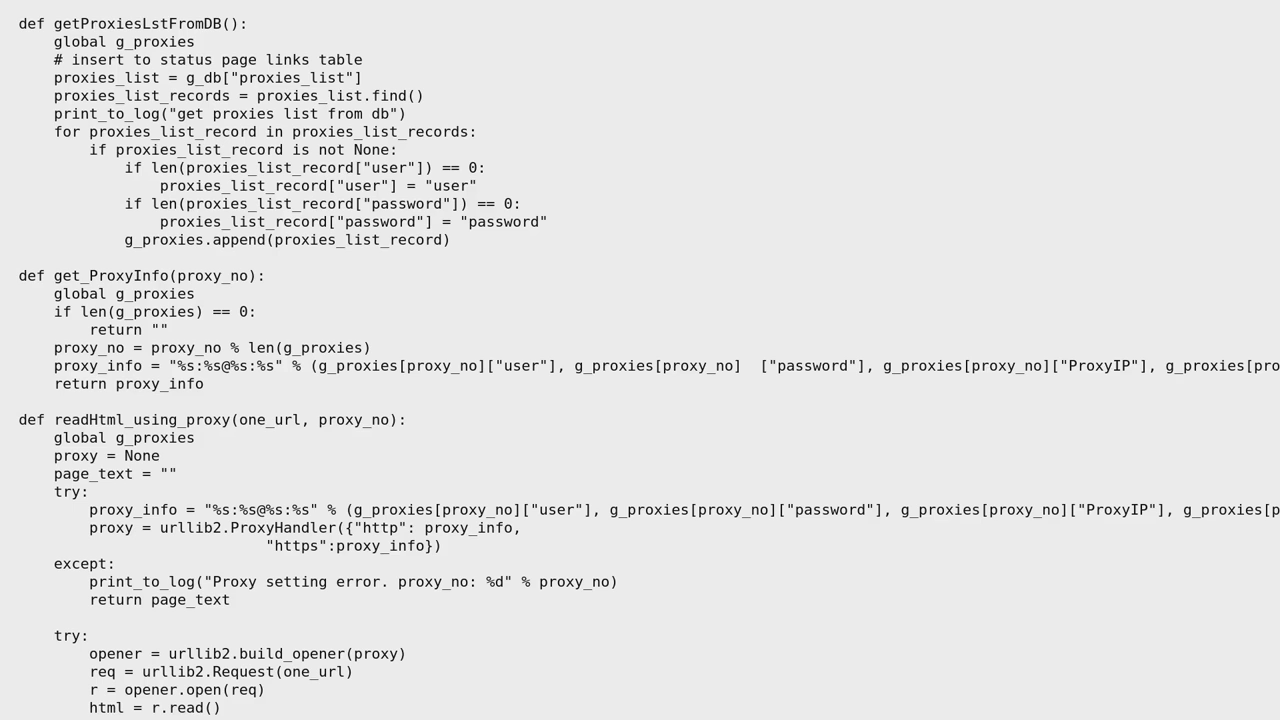 def getProxiesLstFromDB():
    global g_proxies
    # insert to status page links table
    proxies_list = g_db["proxies_list"]
    proxies_list_records = proxies_list.find()
    print_to_log("get proxies list from db")
    for proxies_list_record in proxies_list_records:
        if proxies_list_record is not None:
            if len(proxies_list_record["user"]) == 0:
                proxies_list_record["user"] = "user"
            if len(proxies_list_record["password"]) == 0:
                proxies_list_record["password"] = "password"
            g_proxies.append(proxies_list_record)

def get_ProxyInfo(proxy_no):
    global g_proxies
    if len(g_proxies) == 0:
        return ""
    proxy_no = proxy_no % len(g_proxies)
    proxy_info = "%s:%s@%s:%s" % (g_proxies[proxy_no]["user"], g_proxies[proxy_no]  ["password"], g_proxies[proxy_no]["ProxyIP"], g_proxies[pro
    return proxy_info

def readHtml_using_proxy(one_url, proxy_no):
    global g_proxies
    proxy = None
    page_text = ""
    try:
        proxy_info = "%s:%s@%s:%s" % (g_proxies[proxy_no]["user"], g_proxies[proxy_no]["password"], g_proxies[proxy_no]["ProxyIP"], g_proxies[p
        proxy = urllib2.ProxyHandler({"http": proxy_info,
                            "https":proxy_info})
    except:
        print_to_log("Proxy setting error. proxy_no: %d" % proxy_no)
        return page_text

    try:
        opener = urllib2.build_opener(proxy)
        req = urllib2.Request(one_url)
        r = opener.open(req)
        html = r.read()